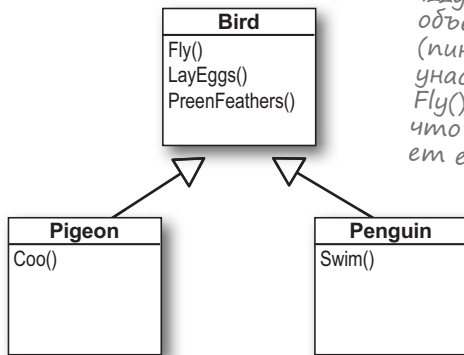 Bird
Fly()
LayEggs()
PreenFeathers()
объе
(пин
унас
Fly()
что
ет е
Pigeon
Coo()
Penguin
Swim()